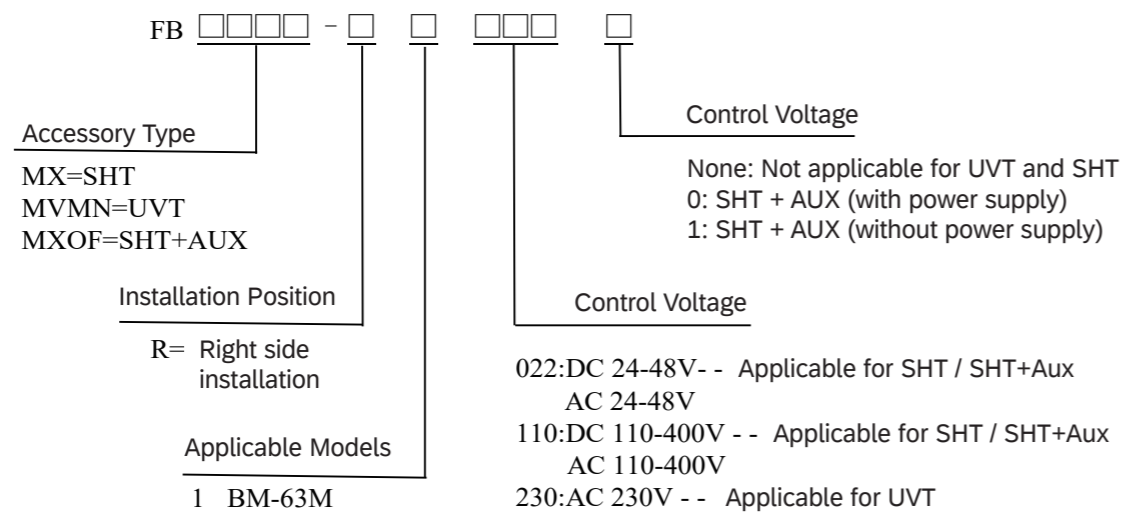 FB □□□□ - □ □ □□□ □
Accessory Type
MX=SHT
MVMN=UVT
MXOF=SHT+AUX
Installation Position
R= Right side
installation
Applicable Models
1 BM-63M
Control Voltage
None: Not applicable for UVT and SHT
0: SHT + AUX (with power supply)
1: SHT + AUX (without power supply)
Control Voltage
022:DC 24-48V- - Applicable for SHT / SHT+Aux
AC 24-48V
110:DC 110-400V - - Applicable for SHT / SHT+Aux
AC 110-400V
230:AC 230V - - Applicable for UVT